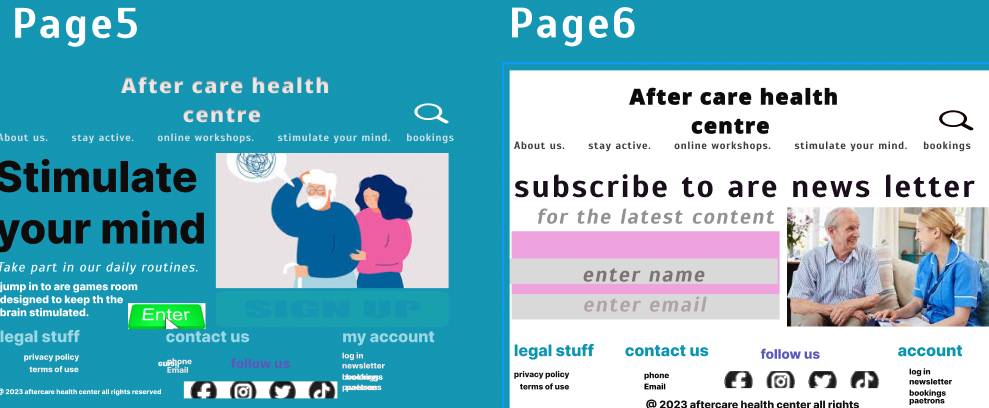 Page5
After care health
centre
About us. stay active. online workshops. stimulate your mind. bookings
Stimulate
your mind
Take part in our daily routines.
jump in to are games room
designed to keep th the
brain stimulated.
Enter
SIGN UP
legal stuff
contact us
my account
privacy policy
terms of use
phone
Email
follow us
log in
newsletter
paetrons
@ 2023 aftercare health center all rights reserved
Page6
After care health
centre
About us. stay active. online workshops. stimulate your mind. bookings
subscribe to are news letter
for the latest content
enter name
enter email
legal stuff
contact us
follow us
account
privacy policy
terms of use
phone
Email
log in
newsletter
bookings
paetrons
@ 2023 aftercare health center all rights